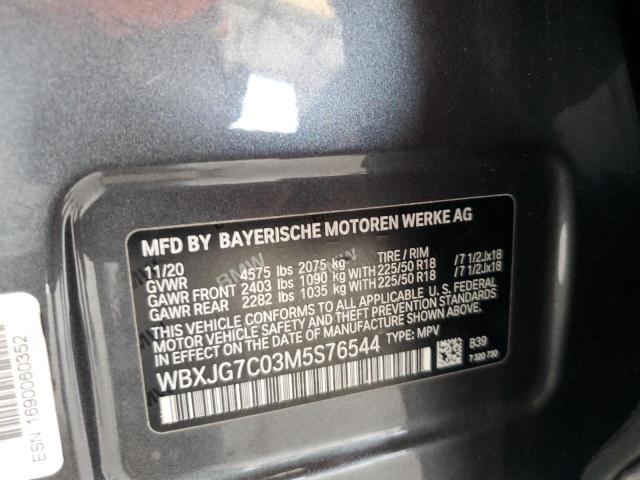 MFD BY BAYERISCHE MOTOREN WERKE AG
11/20 TIRE / RIM
GVWR 4575 lbs 2075 kg
GAWR FRONT 2403 lbs 1090 kg WITH 225/50 R18 /7 1/2Jx18
GAWR REAR 2282 lbs 1035 kg WITH 225/50 R18 /7 1/2Jx18
THIS VEHICLE CONFORMS TO ALL APPLICABLE U.S. FEDERAL
MOTOR VEHICLE SAFETY AND THEFT PREVENTION STANDARDS
IN EFFECT ON THE DATE OF MANUFACTURE SHOWN ABOVE.
WBXJG7C03M5S76544 TYPE: MPV
B39
7 320 730
ESN 1690060352